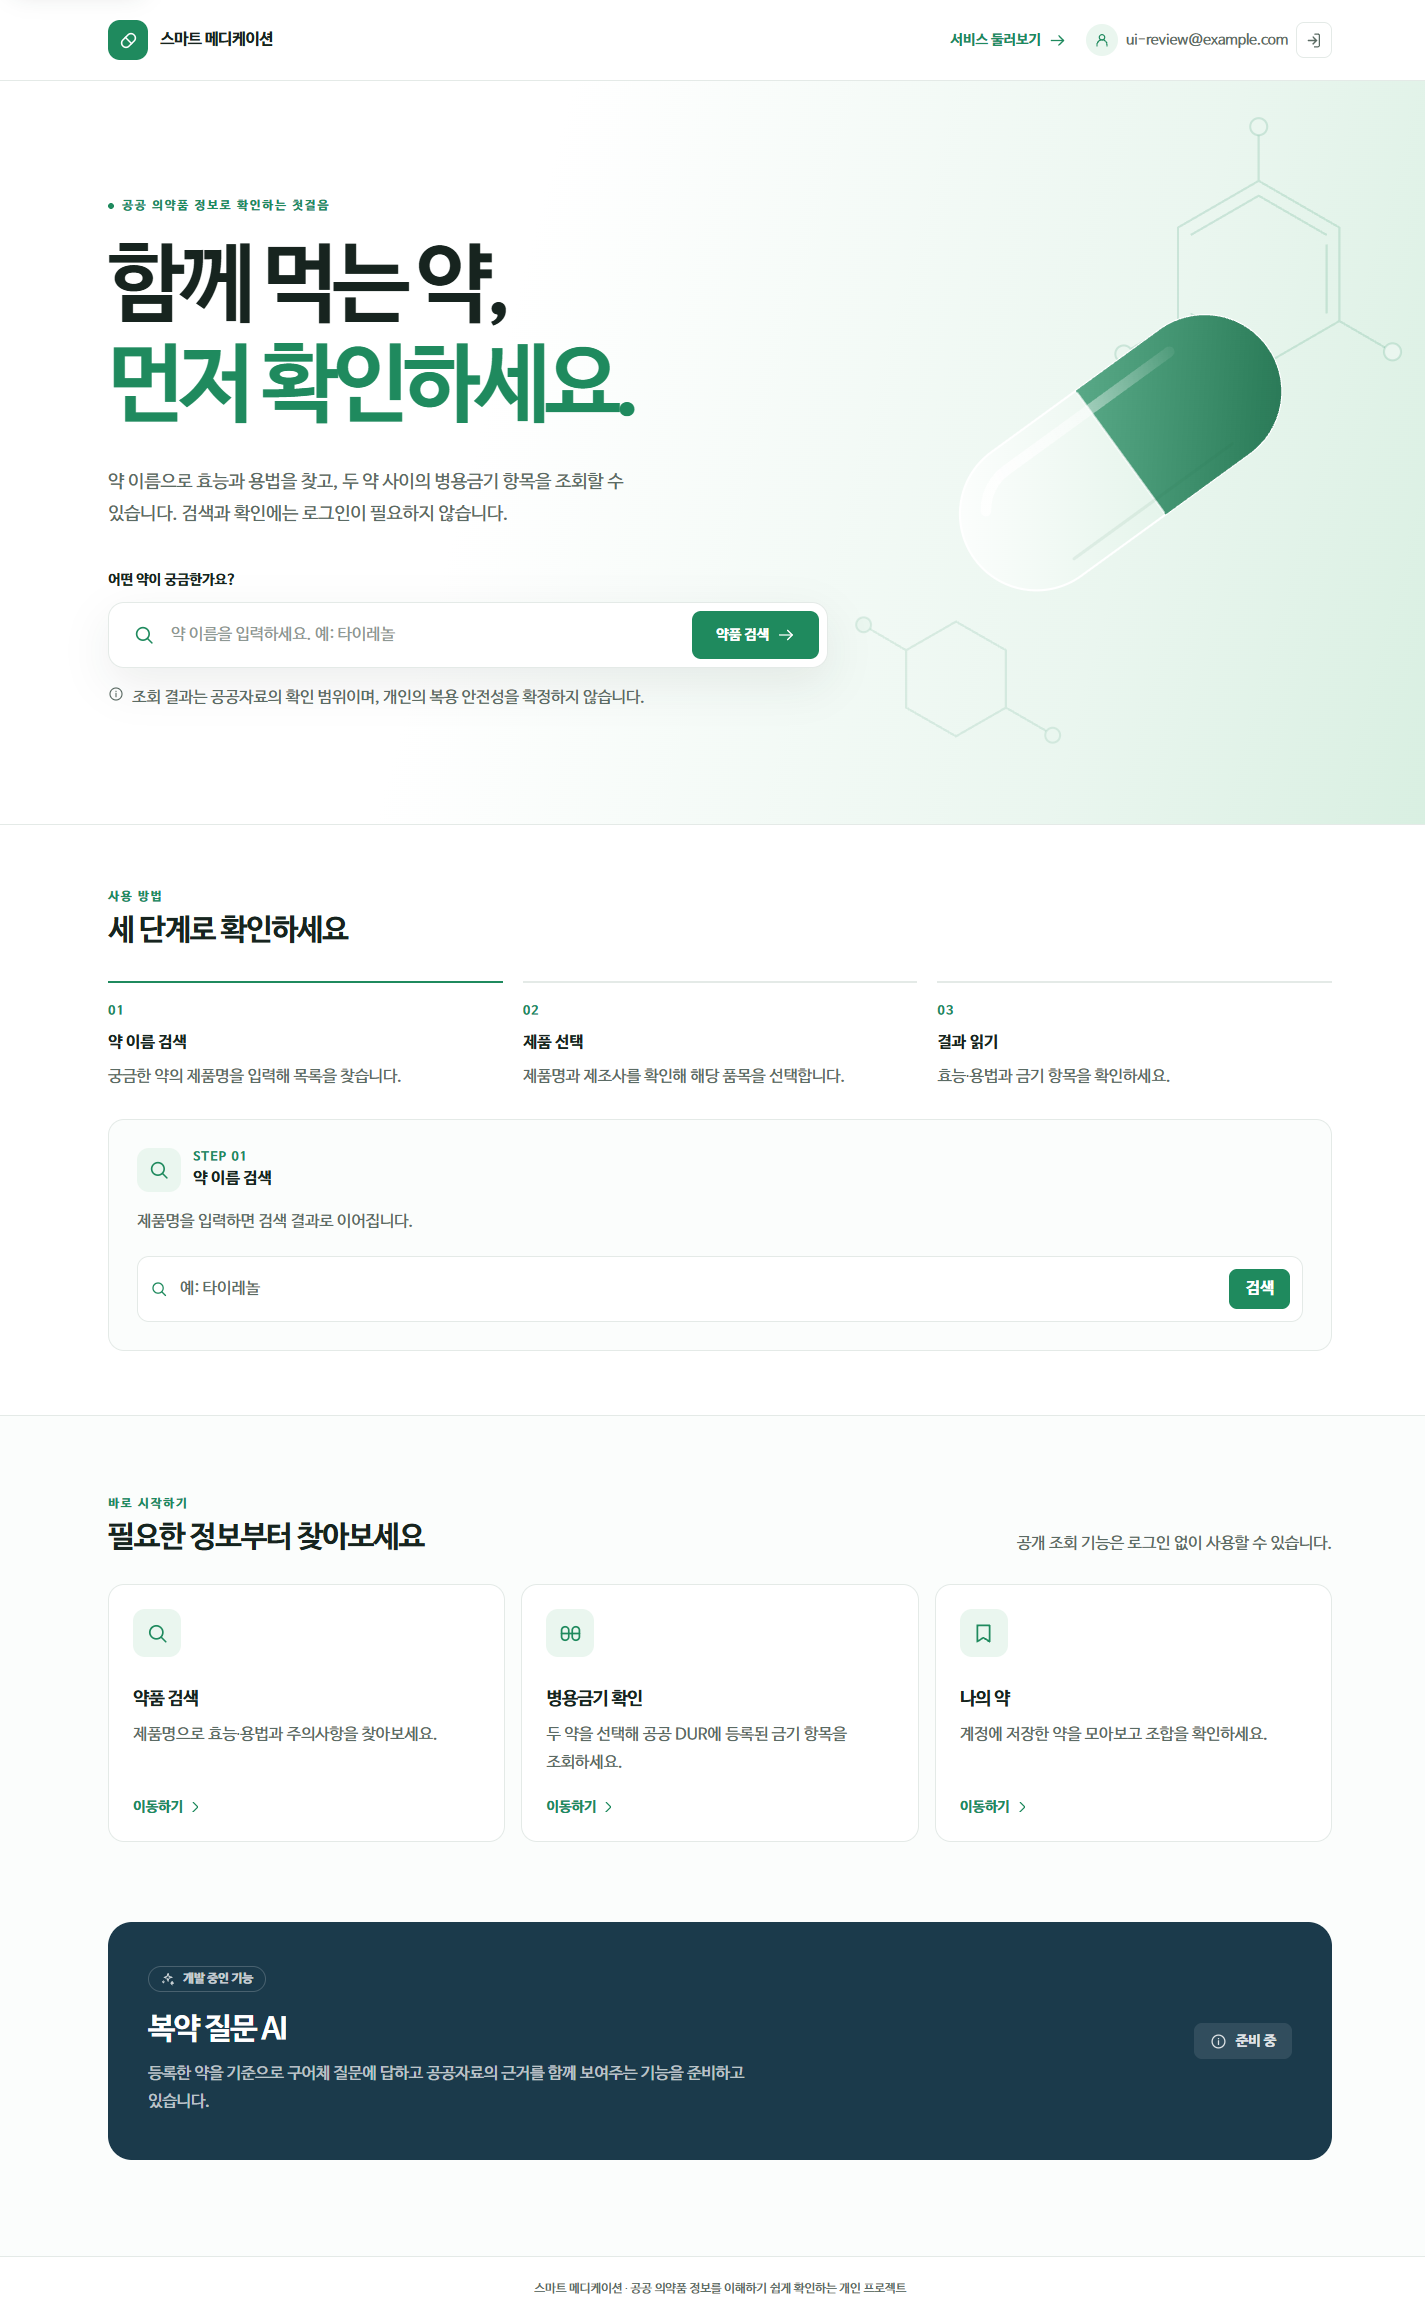 스마트 메디케이션
서비스 둘러보기
ui-review@example.com
공공 의약품 정보로 확인하는 첫걸음
함께 먹는 약,
먼저 확인하세요.
약 이름으로 효능과 용법을 찾고, 두 약 사이의 병용금기 항목을 조회할 수
있습니다. 검색과 확인에는 로그인이 필요하지 않습니다.
어떤 약이 궁금한가요?
약 이름을 입력하세요. 예: 타이레놀
약품 검색
조회 결과는 공공자료의 확인 범위이며, 개인의 복용 안전성을 확정하지 않습니다.
사용 방법
세 단계로 확인하세요
01
약 이름 검색
궁금한 약의 제품명을 입력해 목록을 찾습니다.
02
제품 선택
제품명과 제조사를 확인해 해당 품목을 선택합니다.
03
결과 읽기
효능·용법과 금기 항목을 확인하세요.
STEP 01
약 이름 검색
제품명을 입력하면 검색 결과로 이어집니다.
예: 타이레놀
검색
바로 시작하기
필요한 정보부터 찾아보세요
공개 조회 기능은 로그인 없이 사용할 수 있습니다.
약품 검색
제품명으로 효능·용법과 주의사항을 찾아보세요.
이동하기
병용금기 확인
두 약을 선택해 공공 DUR에 등록된 금기 항목을
조회하세요.
이동하기
나의 약
계정에 저장한 약을 모아보고 조합을 확인하세요.
이동하기
개발 중인 기능
복약 질문 AI
등록한 약을 기준으로 구어체 질문에 답하고 공공자료의 근거를 함께 보여주는 기능을 준비하고
있습니다.
준비 중
스마트 메디케이션 · 공공 의약품 정보를 이해하기 쉽게 확인하는 개인 프로젝트